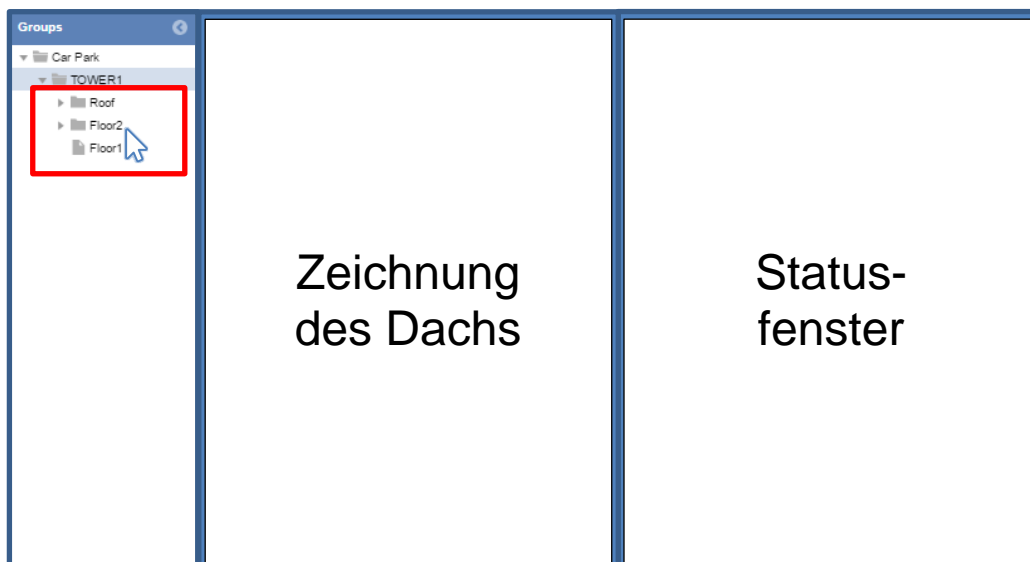 Groups
Car Park
TOWER1
Roof
Floor2
Floor1
Zeichnung
des Dachs
Status-
fenster